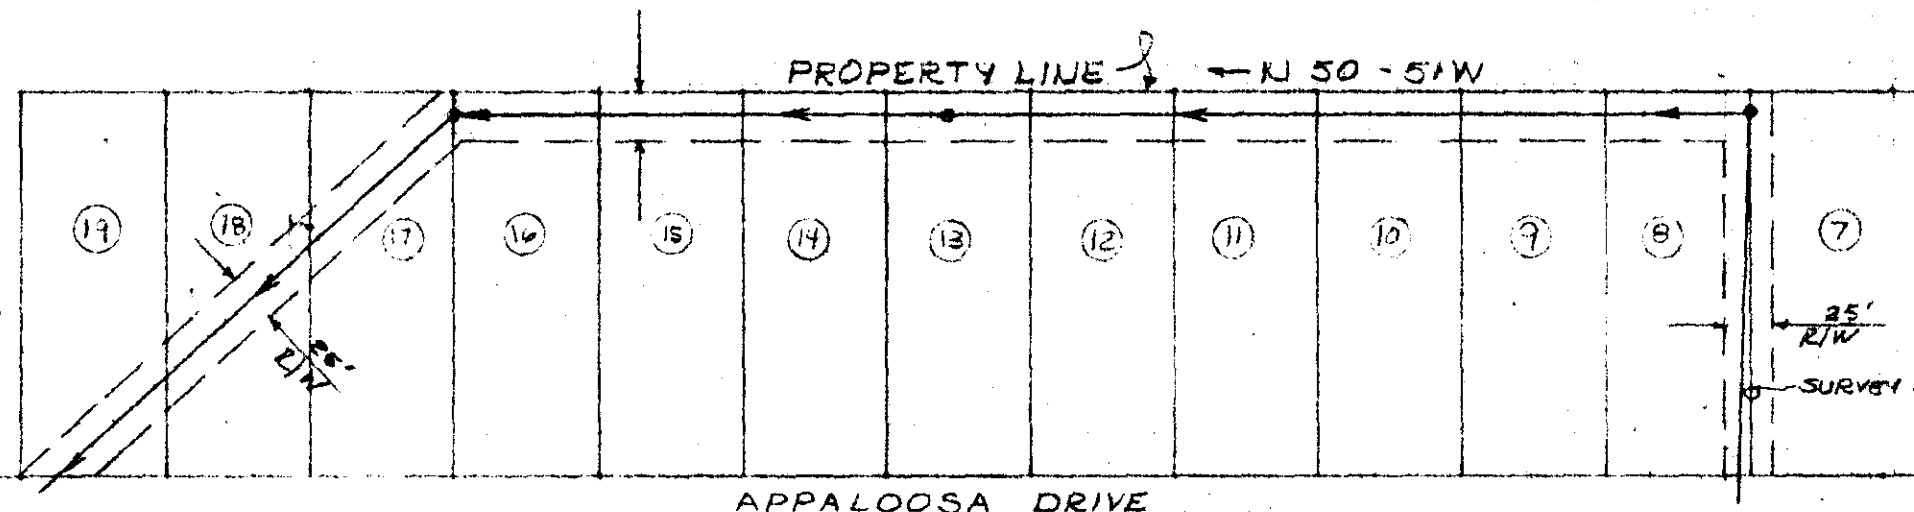 PROPERTY LINE ← N 50 - 51 W
19 18 17 16 15 14 13 12 11 10 9 8 7
25'
R/W
25'
R/W
SURVEY
APPALOOSA DRIVE